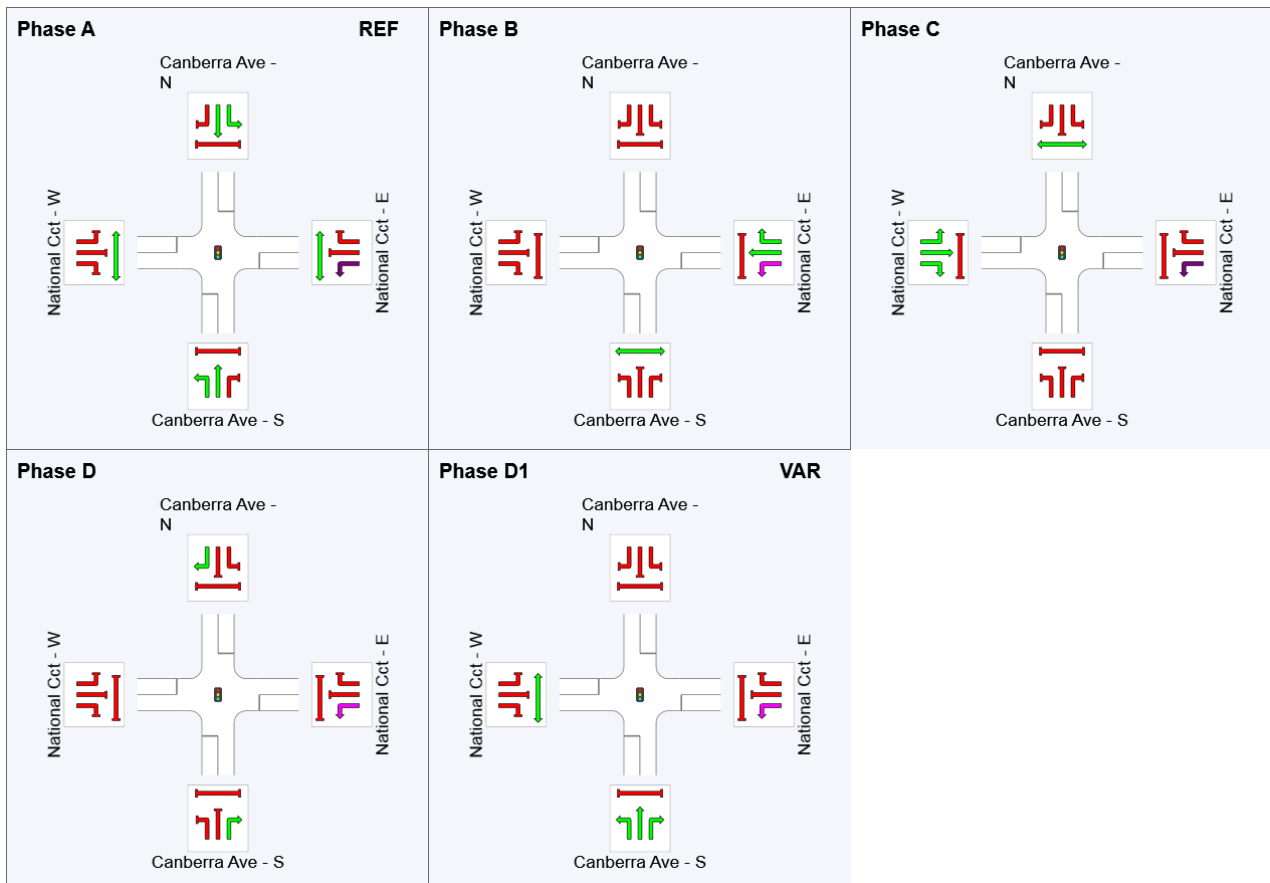 Phase A REF
Canberra Ave -
N
National Cct - W
National Cct - E
Canberra Ave - S
Phase B
Canberra Ave -
N
National Cct - W
National Cct - E
Canberra Ave - S
Phase C
Canberra Ave -
N
National Cct - W
National Cct - E
Canberra Ave - S
Phase D
Canberra Ave -
N
National Cct - W
National Cct - E
Canberra Ave - S
Phase D1 VAR
Canberra Ave -
N
National Cct - W
National Cct - E
Canberra Ave - S